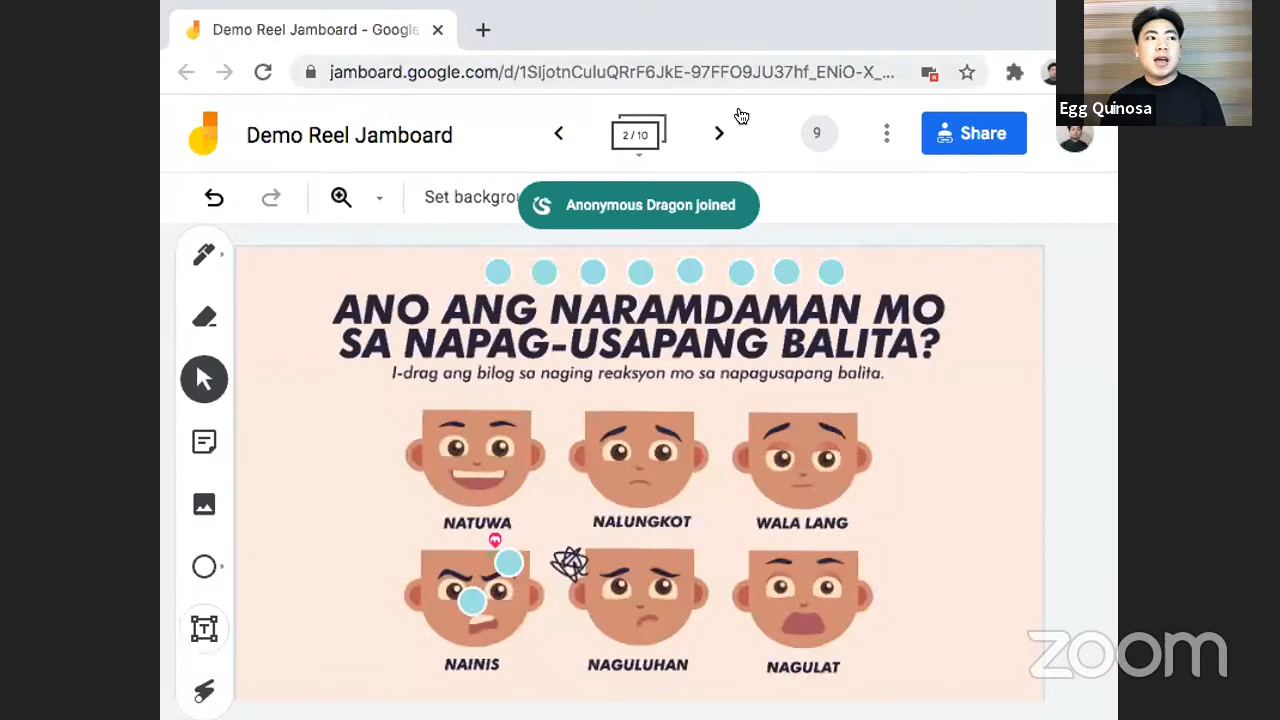 Demo Reel Jamboard - Google
jamboard.google.com/d/1SIjotnCuluQRrF6JkE-97FFO9JU37hf_ENiO-X_...
Egg Quinosa
Demo Reel Jamboard
2/10
9
Share
Set backgrou
Anonymous Dragon joined
ANO ANG NARAMDAMAN MO
SA NAPAG-USAPANG BALITA?
I-drag ang bilog sa naging reaksyon mo sa napagusapang balita.
NATUWA
NALUNGKOT
WALA LANG
NAINIS
NAGULUHAN
NAGULAT
zoom